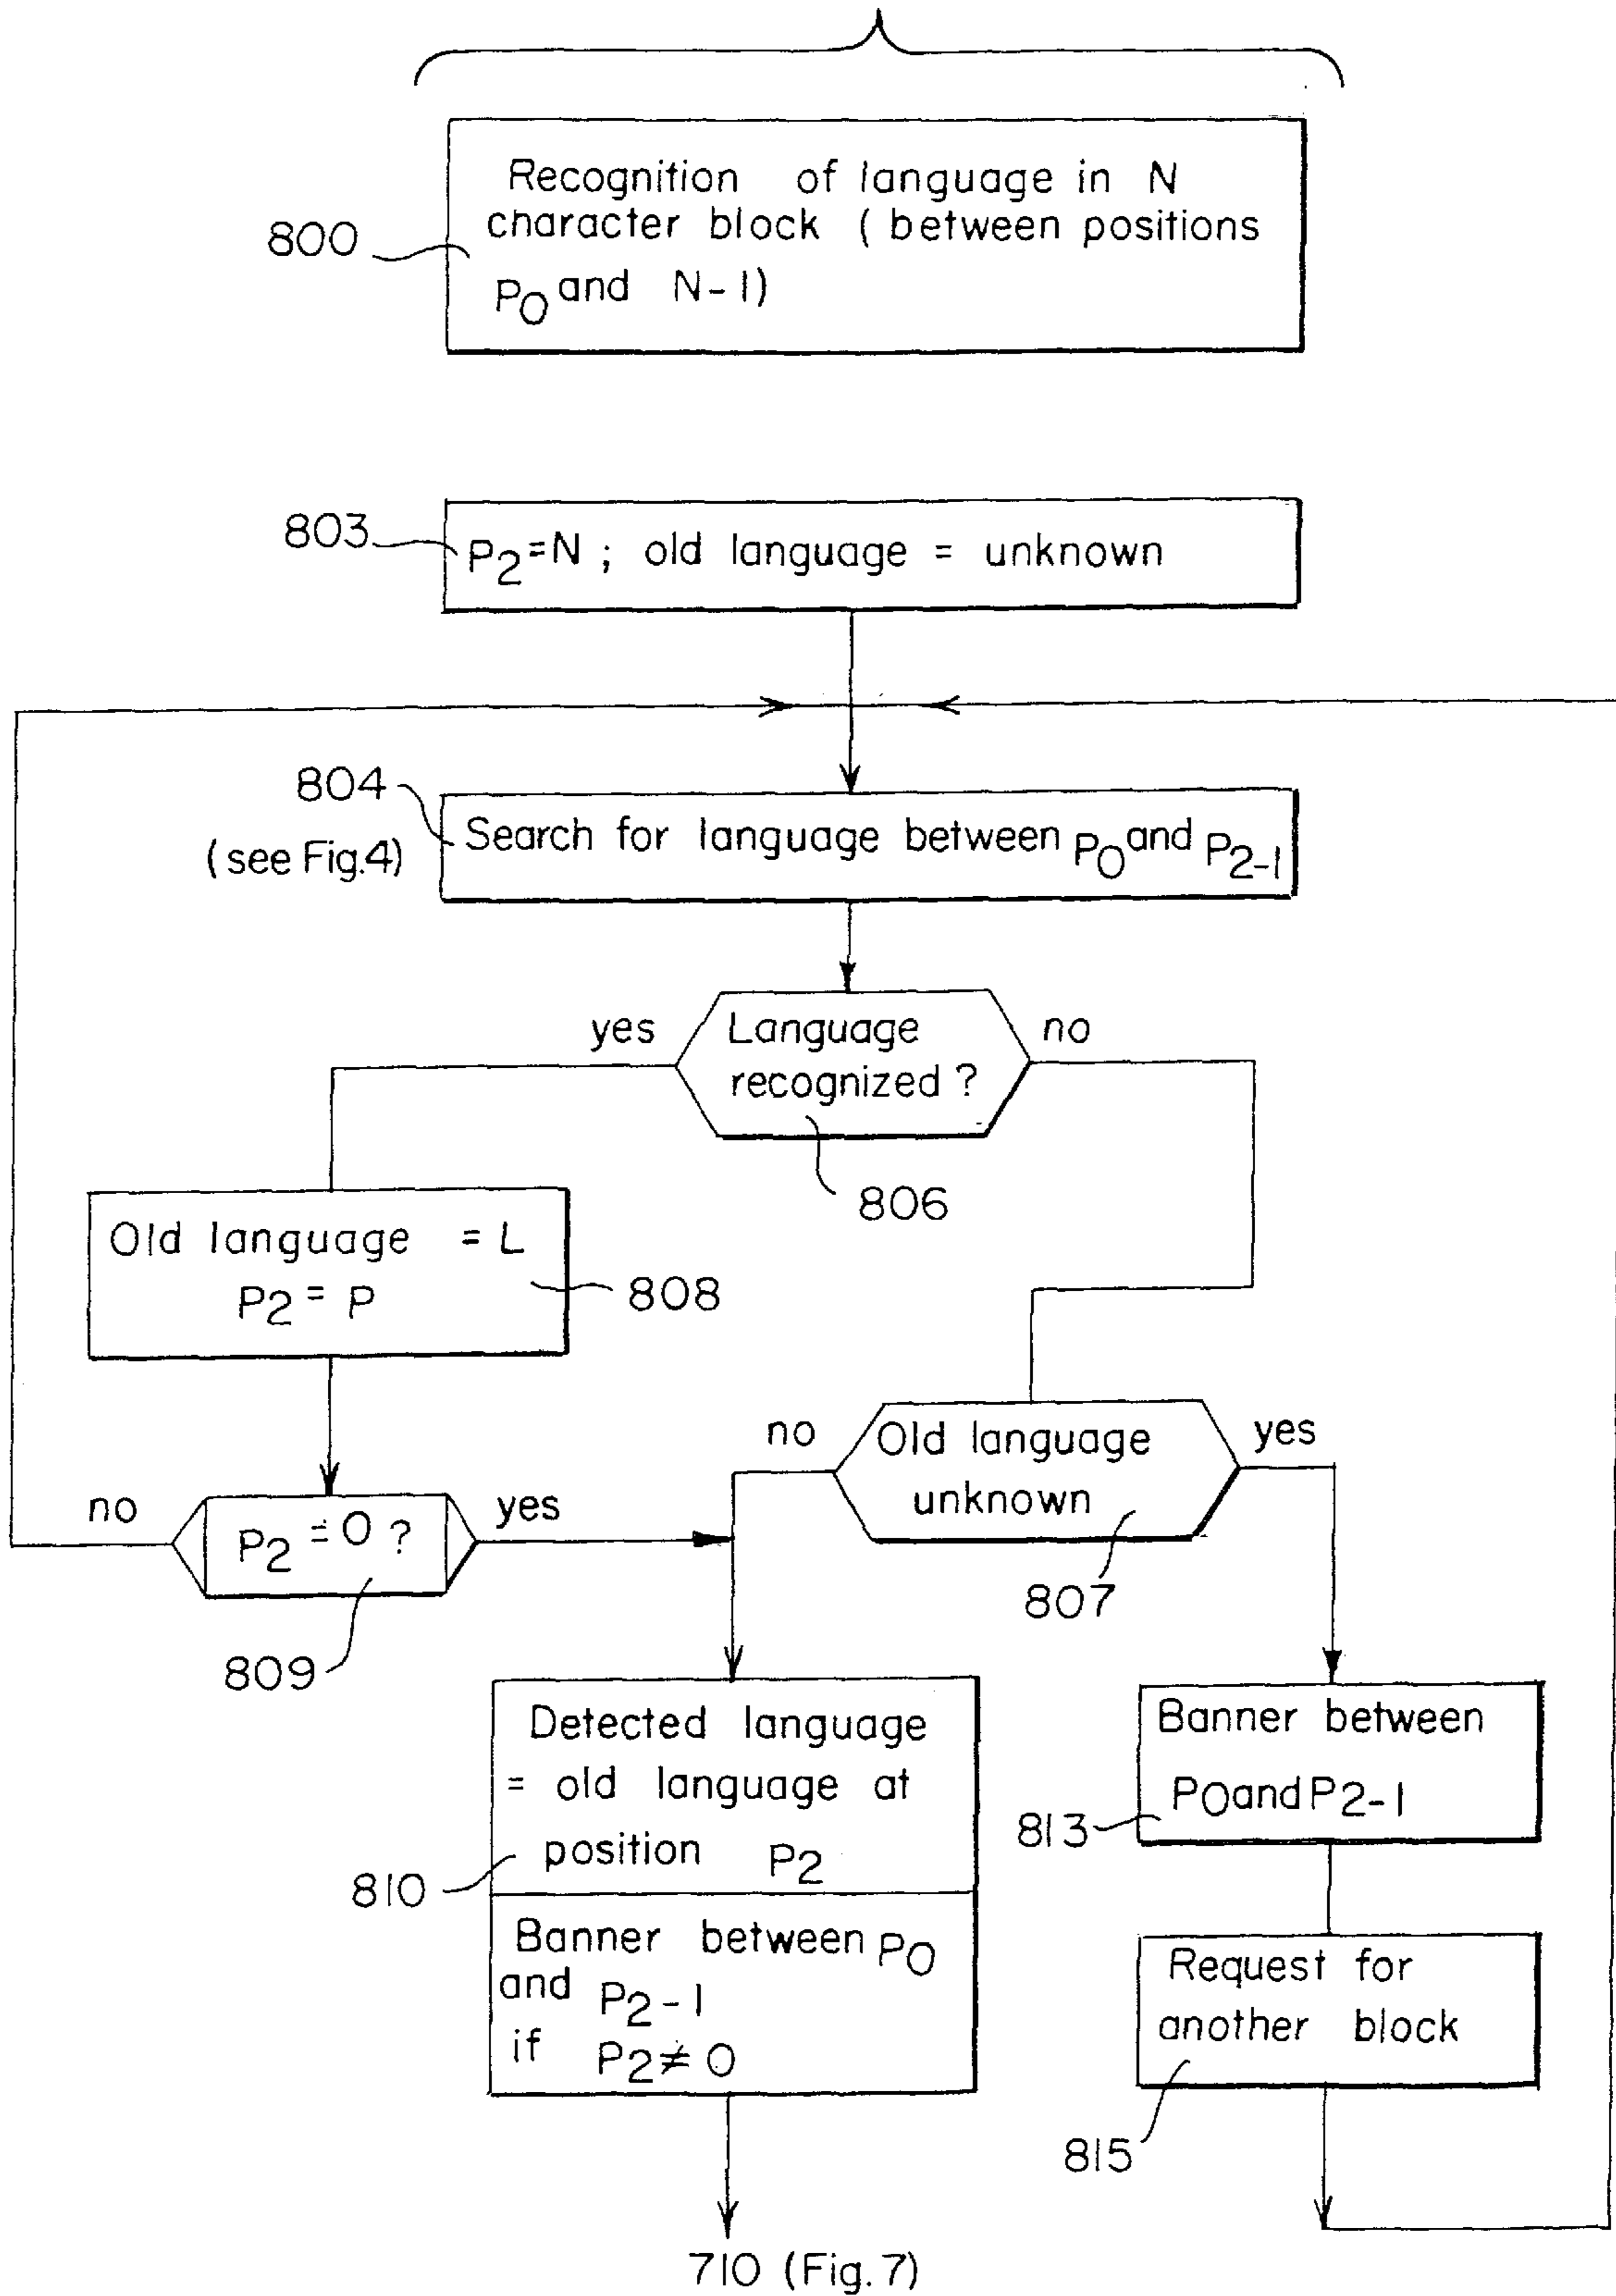 Recognition of language in N
character block ( between positions
P0 and N-1)
800
803
P2=N ; old language = unknown
804
(see Fig.4)
Search for language between P0 and P2-1
yes
Language
recognized ?
no
806
Old language = L
P2 = P
808
no
P2 = 0 ?
yes
809
no
Old language
unknown
yes
807
Detected language
= old language at
position P2
810
Banner between P0
and P2-1
if P2≠0
Banner between
P0 and P2-1
813
Request for
another block
815
710 (Fig. 7)